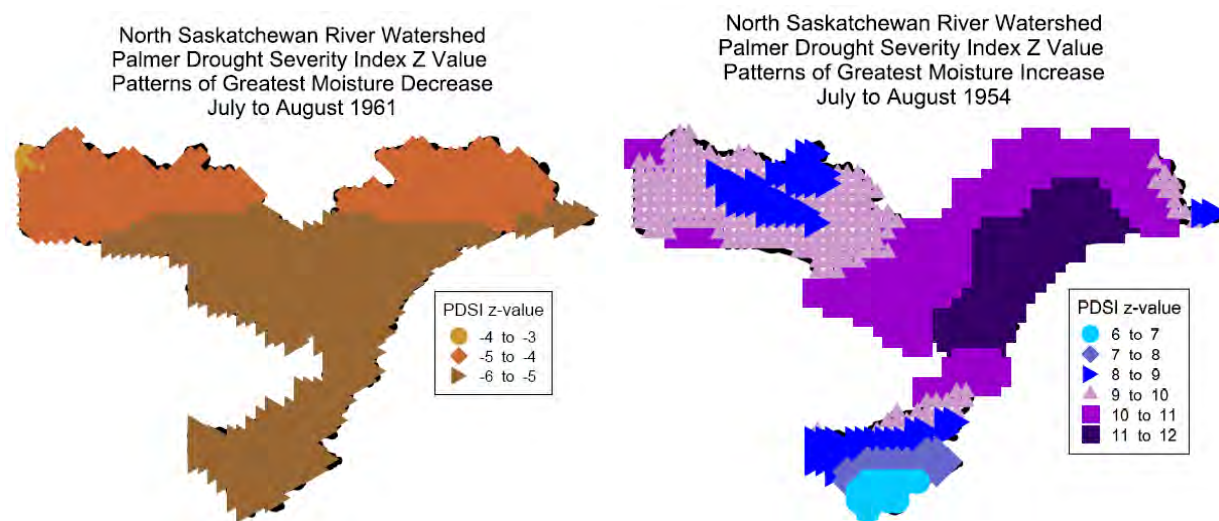 North Saskatchewan River Watershed
Palmer Drought Severity Index Z Value
Patterns of Greatest Moisture Decrease
July to August 1961
PDSI z-value
-4 to -3
-5 to -4
-6 to -5
North Saskatchewan River Watershed
Palmer Drought Severity Index Z Value
Patterns of Greatest Moisture Increase
July to August 1954
PDSI z-value
6 to 7
7 to 8
8 to 9
9 to 10
10 to 11
11 to 12